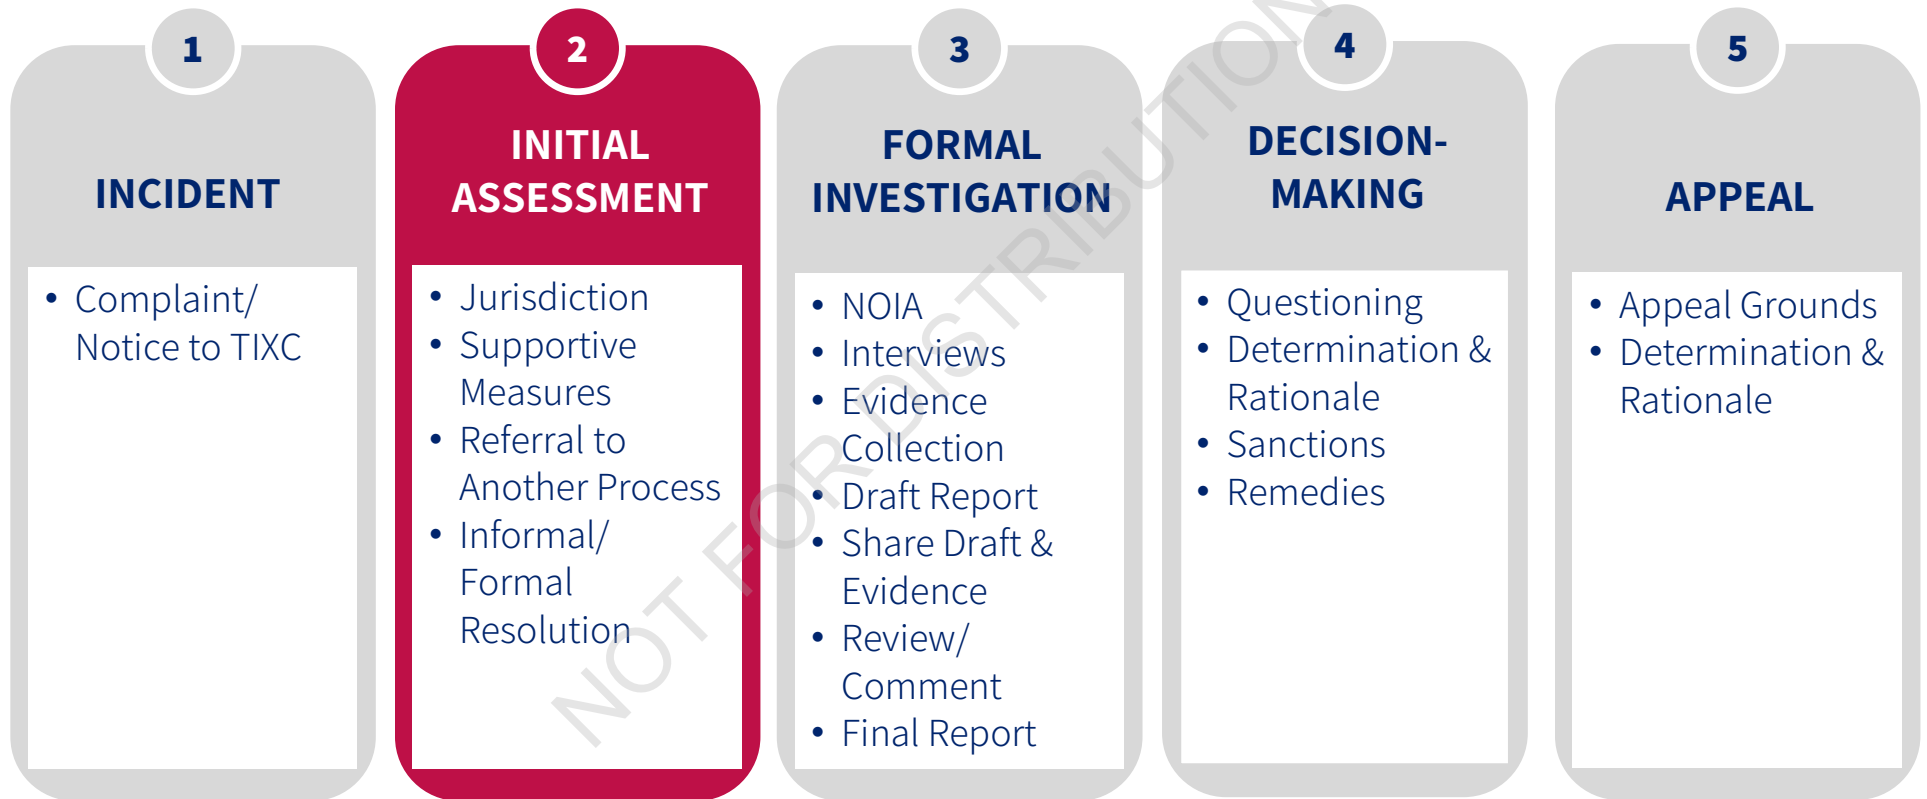 1
INCIDENT
• Complaint/
Notice to TIXC
2
INITIAL
ASSESSMENT
• Jurisdiction
• Supportive
Measures
• Referral to
Another Process
• Informal/
Formal
Resolution
3
FORMAL
INVESTIGATION
• NOIA
• Interviews
• Evidence
Collection
• Draft Report
• Share Draft &
Evidence
• Review/
Comment
• Final Report
4
DECISION-
MAKING
• Questioning
• Determination &
Rationale
• Sanctions
• Remedies
5
APPEAL
• Appeal Grounds
• Determination &
Rationale
NOT FOR DISTRIBUTION